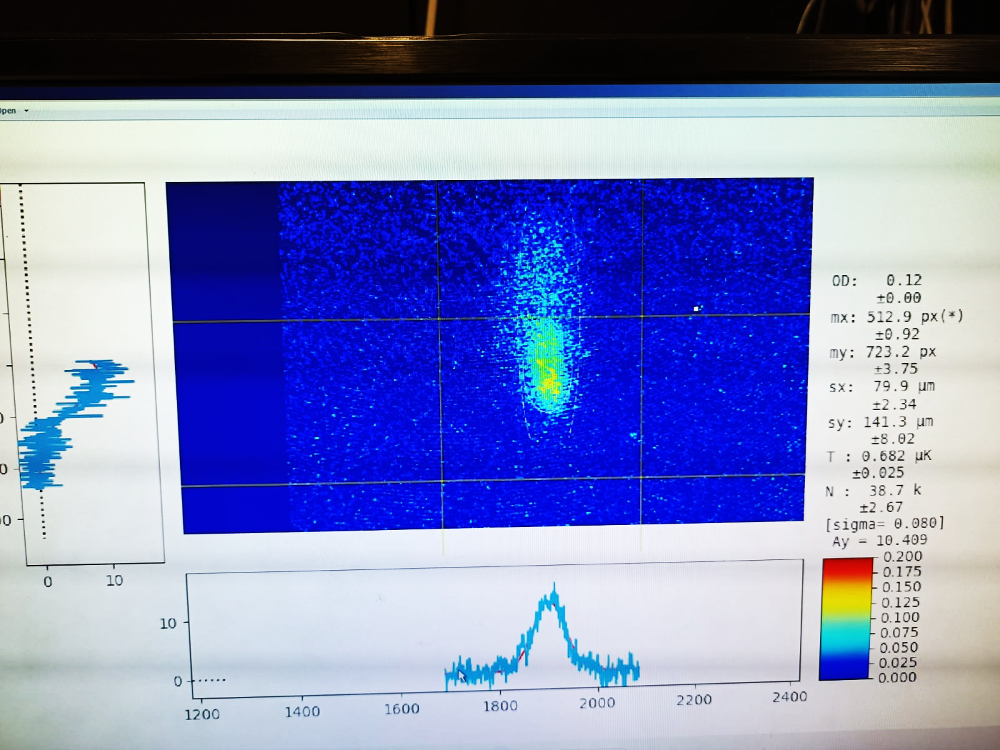 Open
OD: 0.12
±0.00
mx: 512.9 px(*)
±0.92
my: 723.2 px
±3.75
sx: 79.9 µm
±2.34
sy: 141.3 µm
±8.02
T : 0.682 µK
±0.025
N : 38.7 k
±2.67
[sigma= 0.080]
Ay = 10.409
0.200
0.175
0.150
0.125
0.100
0.075
0.050
0.025
0.000
0 10
10
0
1200 1400 1600 1800 2000 2200 2400